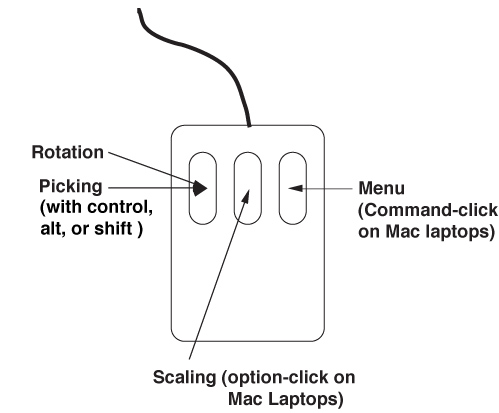 Rotation
Picking
(with control,
alt, or shift )
Menu
(Command-click
on Mac laptops)
Scaling (option-click on
Mac Laptops)